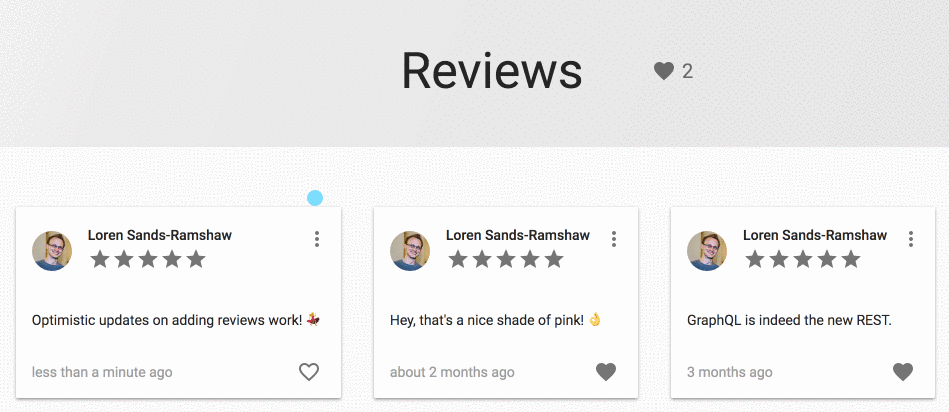 Reviews
2
Loren Sands-Ramshaw
Optimistic updates on adding reviews work! 💃
less than a minute ago
Loren Sands-Ramshaw
Hey, that's a nice shade of pink! 👌
about 2 months ago
Loren Sands-Ramshaw
GraphQL is indeed the new REST.
3 months ago